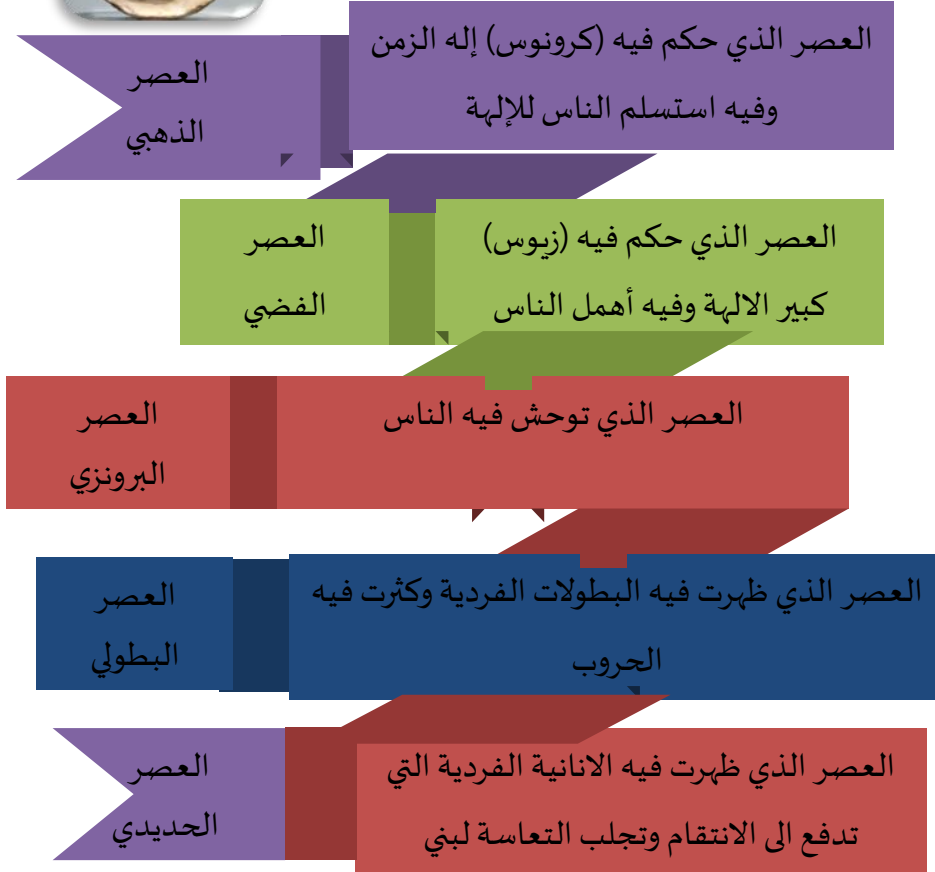 العصر الذي حكم فيه (كرونوس) إله الزمن
وفيه استسلم الناس للإلهة
العصر
الذهبي
العصر الذي حكم فيه (زيوس)
كبير الالهة وفيه أهمل الناس
العصر
الفضي
العصر الذي توحش فيه الناس
العصر
البرونزي
العصر الذي ظهرت فيه البطولات الفردية وكثرت فيه
الحروب
العصر
البطولي
العصر الذي ظهرت فيه الانانية الفردية التي
تدفع الى الانتقام وتجلب التعاسة لبني
العصر
الحديدي